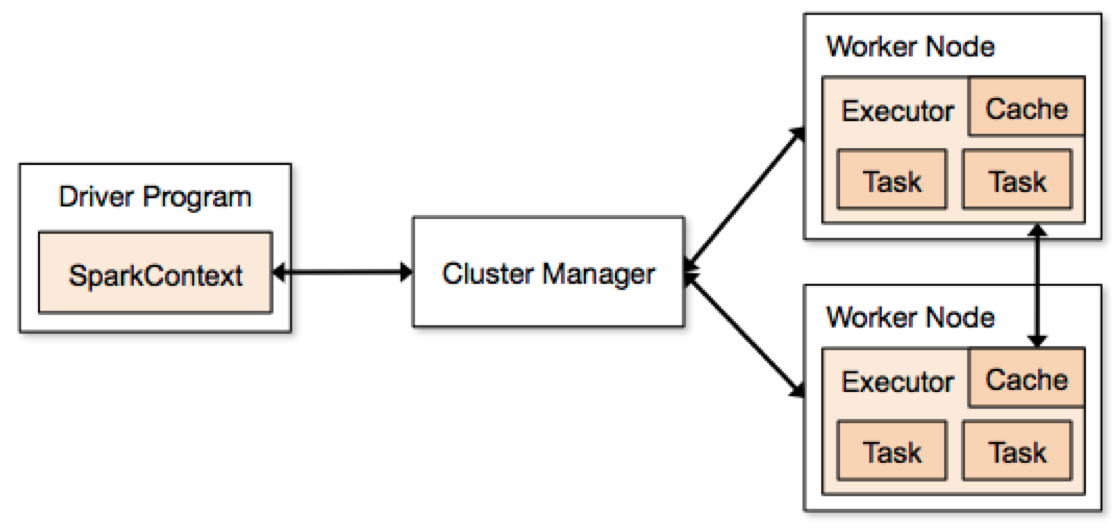 Driver Program
SparkContext
Cluster Manager
Worker Node
Executor
Cache
Task
Task
Worker Node
Executor
Cache
Task
Task